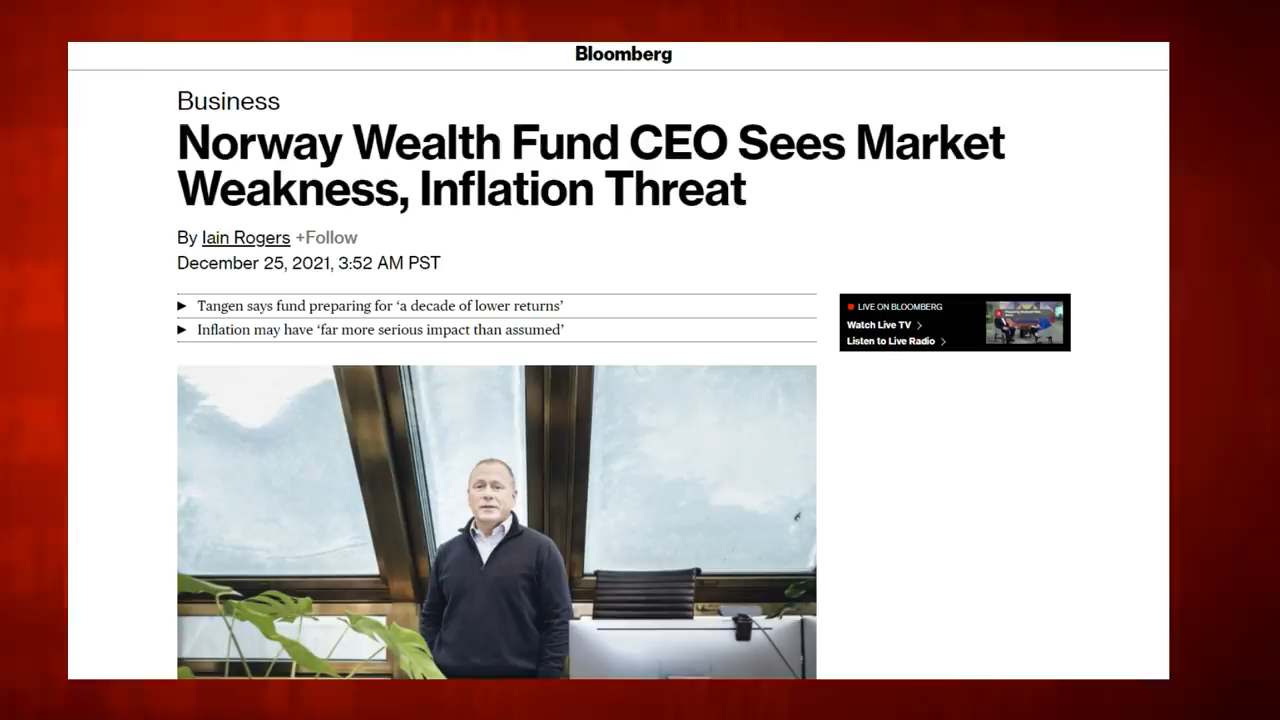 Bloomberg
Business
Norway Wealth Fund CEO Sees Market
Weakness, Inflation Threat
By Iain Rogers +Follow
December 25, 2021, 3:52 AM PST
▶ Tangen says fund preparing for ‘a decade of lower returns’
▶ Inflation may have ‘far more serious impact than assumed’
LIVE ON BLOOMBERG
Watch Live TV >
Listen to Live Radio >